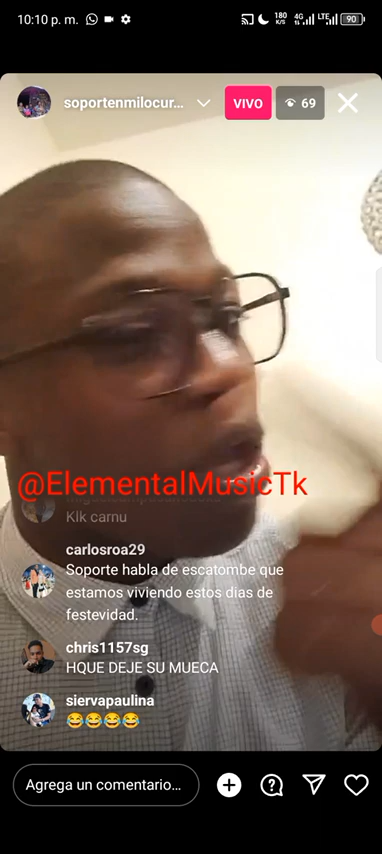 10:10 p. m.
180
K/S
4G
LTE
90
soportenmilocur...
VIVO
69
@ElementalMusicTk
Klk carnu
carlosroa29
Soporte habla de escatombe que
estamos viviendo estos dias de
festevidad.
chris1157sg
HQUE DEJE SU MUECA
siervapaulina
😂😂😂😂
Agrega un comentario...